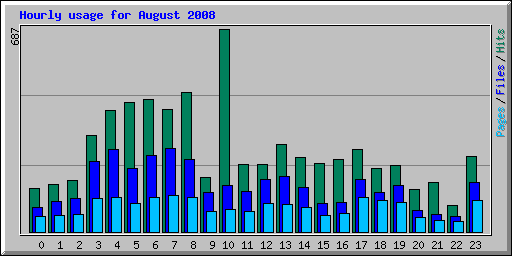 Hourly usage for August 2008
687
Pages / Files / Hits
0 1 2 3 4 5 6 7 8 9 10 11 12 13 14 15 16 17 18 19 20 21 22 23